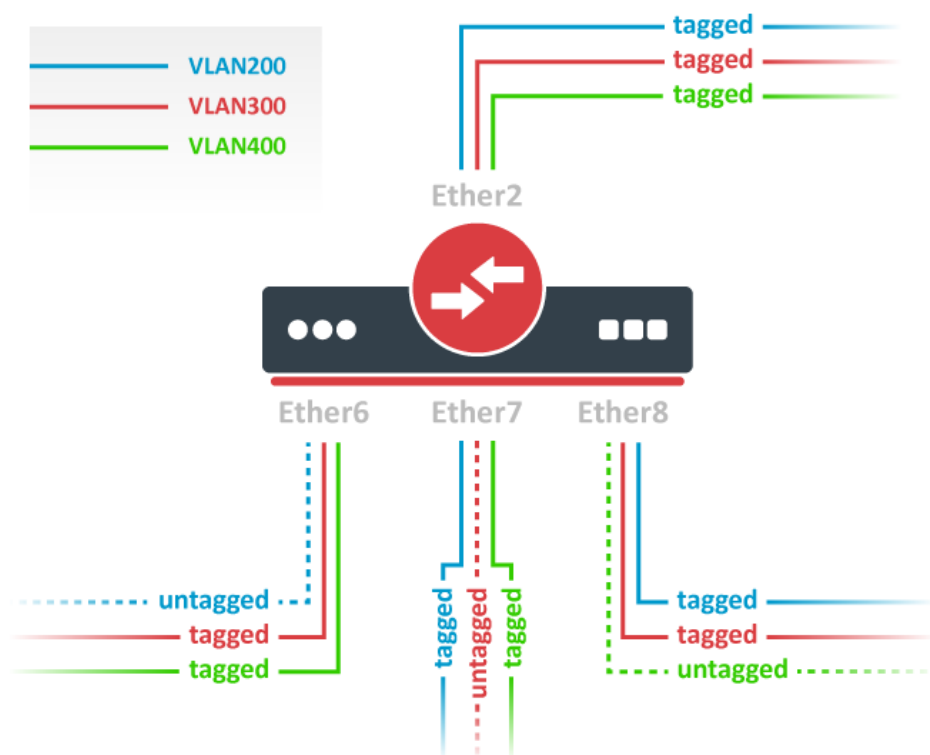 tagged
VLAN200
tagged
tagged
VLAN300
VLAN400
Ether2
Ether6
Ether7
Ether8
untagged
tagged
tagged
tagged
untagged
tagged
tagged
tagged
untagged